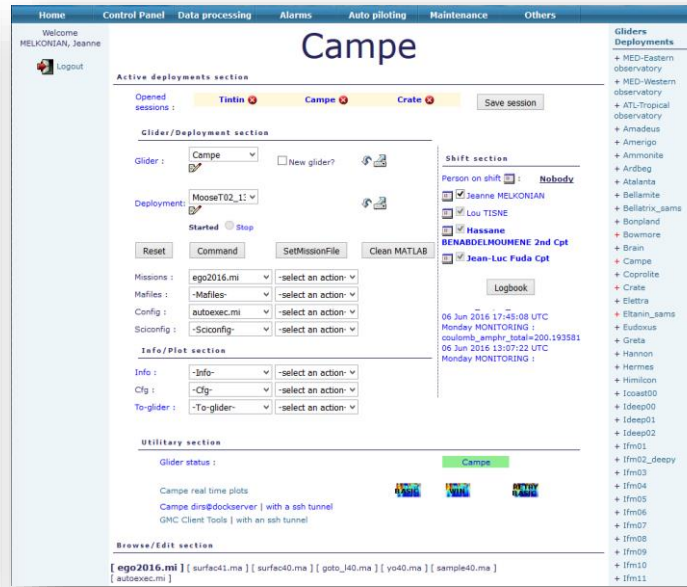 Home Control Panel Data processing Alarms Auto piloting Maintenance Others
Welcome
MELKONIAN, Jeanne
Logout
Campe
Active deployments section
Opened sessions : Tintin Campe Crate Save session
Glider/Deployment section
Glider : Campe New glider?
Deployment: MooseT02_13
Started Stop
Reset Command SetMissionFile Clean MATLAB
Missions : ego2016.mi -select an action-
Mafiles : -Mafiles- -select an action-
Config : autoexec.mi -select an action-
Sciconfig : -Sciconfig- -select an action-
Shift section
Person on shift : Nobody
Jeanne MELKONIAN
Lou TISNE
Hassane
BENABDELMOUMENE 2nd Cpt
Jean-Luc Fuda Cpt
Logbook
06 Jun 2016 17:45:08 UTC
Monday MONITORING :
coulomb_amphr_total=200.193581
06 Jun 2016 13:07:22 UTC
Monday MONITORING :
Info/Plot section
Info : -Info- -select an action-
Cfg : -Cfg- -select an action-
To-glider : -To-glider- -select an action-
Utilitary section
Glider status : Campe
Campe real time plots
Campe dirs@dockserver | with a ssh tunnel
GMC Client Tools | with an ssh tunnel
Browse/Edit section
[ ego2016.mi ] [ surfac41.ma ] [ surfac40.ma ] [ goto_l40.ma ] [ yo40.ma ] [ sample40.ma ]
[ autoexec.mi ]
Gliders
Deployments
+ MED-Eastern
observatory
+ MED-Western
observatory
+ ATL-Tropical
observatory
+ Amadeus
+ Amerigo
+ Ammonite
+ Ardbeg
+ Atalanta
+ Bellamite
+ Bellatrix_sams
+ Bonpland
+ Bowmore
+ Brain
+ Campe
+ Coprolite
+ Crate
+ Elettra
+ Eltanin_sams
+ Eudoxus
+ Greta
+ Hannon
+ Hermes
+ Himilcon
+ Icoast00
+ Ideep00
+ Ideep01
+ Ideep02
+ Ifm01
+ Ifm02_deepy
+ Ifm03
+ Ifm04
+ Ifm05
+ Ifm06
+ Ifm07
+ Ifm08
+ Ifm09
+ Ifm10
+ Ifm11